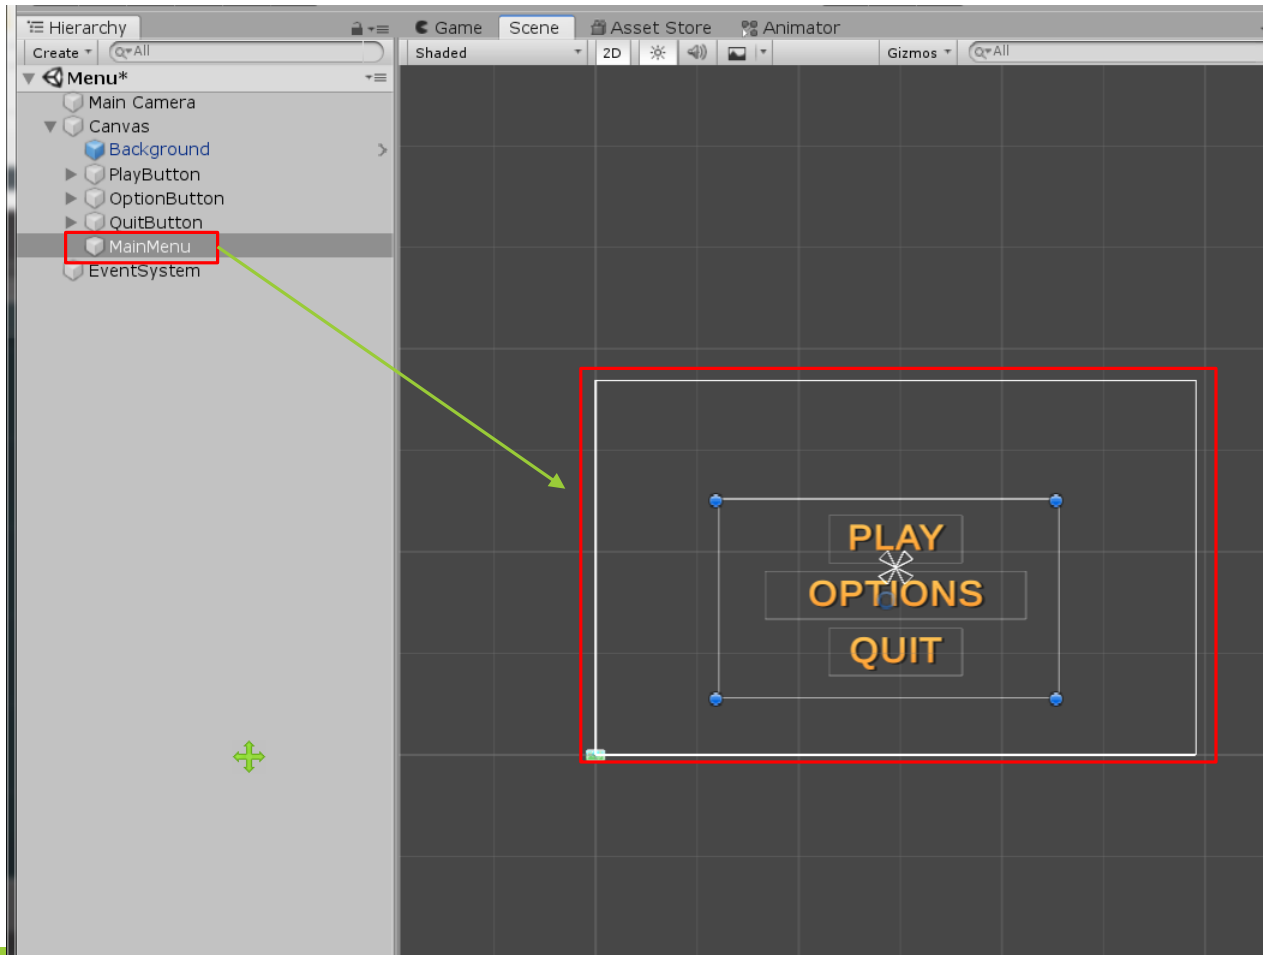 Hierarchy
Create
All
Menu*
Main Camera
Canvas
Background
PlayButton
OptionButton
QuitButton
MainMenu
EventSystem
Game Scene Asset Store Animator
Shaded 2D Gizmos All
PLAY
OPTIONS
QUIT